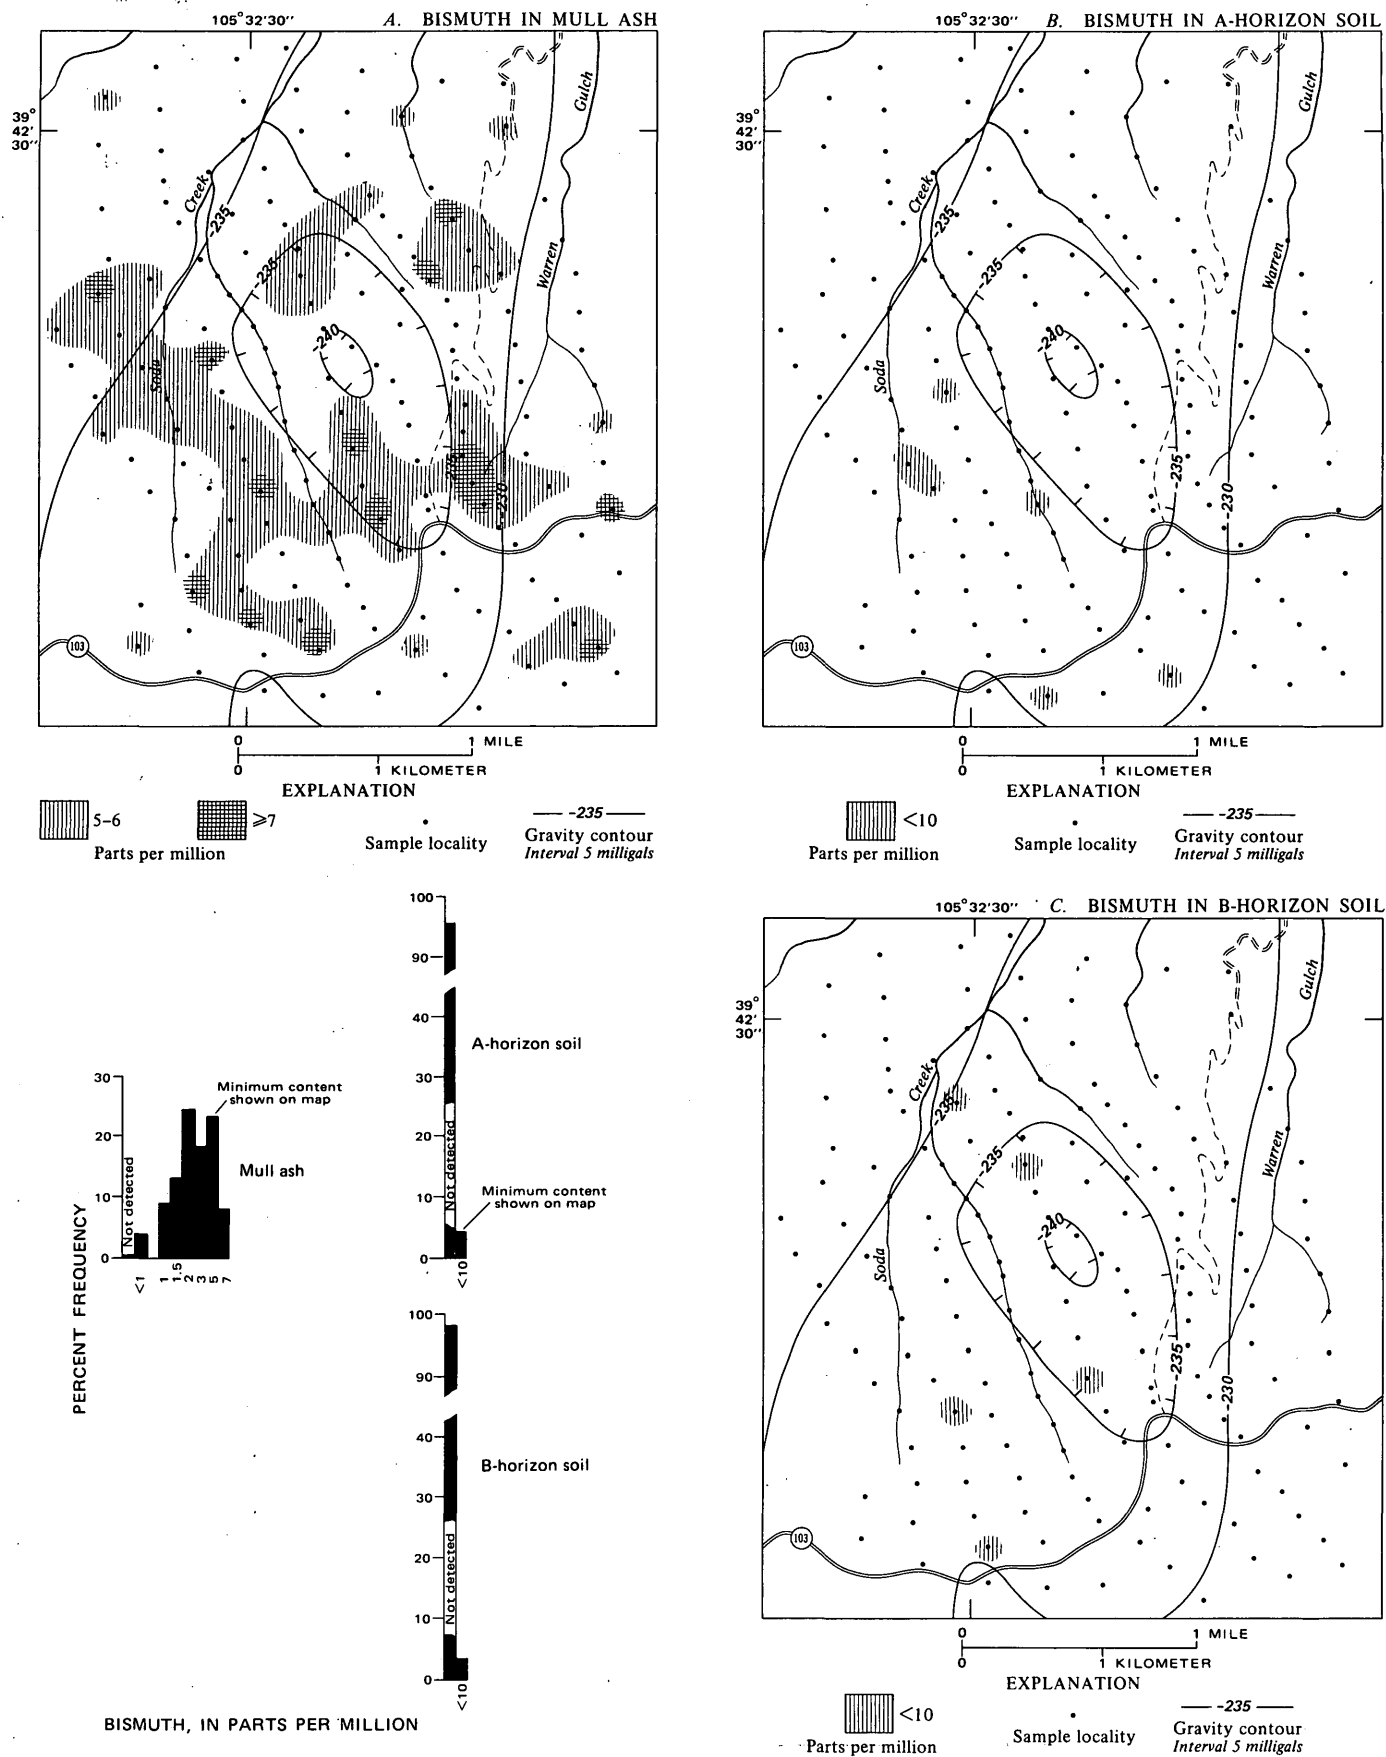 105°32'30" A. BISMUTH IN MULL ASH
39°
42'
30"
Creek
-235
-235
-240
Soda
-235
-230
Warren
Gulch
103
0 1 MILE
0 1 KILOMETER
EXPLANATION
5-6 ≥7
Parts per million
Sample locality
-235
Gravity contour
Interval 5 milligals
105°32'30" B. BISMUTH IN A-HORIZON SOIL
39°
42'
30"
Creek
-235
-235
-240
Soda
-235
-230
Warren
Gulch
103
0 1 MILE
0 1 KILOMETER
EXPLANATION
<10
Parts per million
Sample locality
-235
Gravity contour
Interval 5 milligals
100
90
40
30
20
10
0
Not detected
<10
A-horizon soil
Minimum content
shown on map
30
20
10
0
Not detected
<1 1 1.5 2 3 5 7
Minimum content
shown on map
Mull ash
PERCENT FREQUENCY
100
90
40
30
20
10
0
Not detected
<10
B-horizon soil
BISMUTH, IN PARTS PER MILLION
105°32'30" C. BISMUTH IN B-HORIZON SOIL
39°
42'
30"
Creek
-235
-235
-240
Soda
-235
-230
Warren
Gulch
103
0 1 MILE
0 1 KILOMETER
EXPLANATION
<10
Parts per million
Sample locality
-235
Gravity contour
Interval 5 milligals